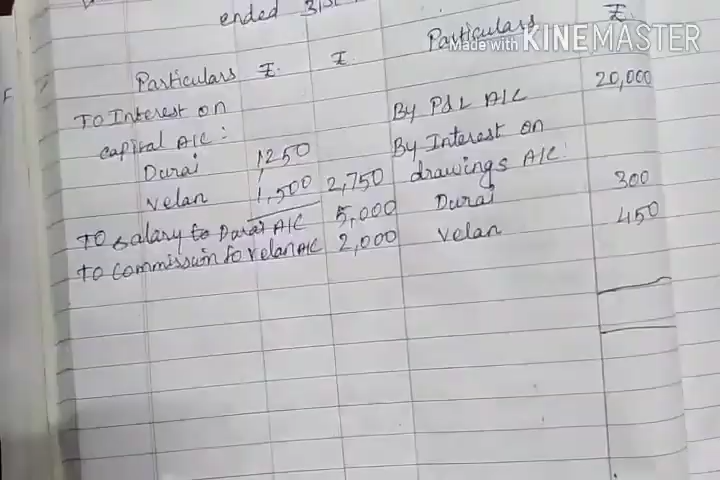 ended 31st
Made with KINEMASTER
Particulars ₹. ₹. Particulars ₹.
To Interest on
capital A/C:
Durai 1250
Velan 1,500 2,750
To Salary to Durai A/C 5,000
To Commission to Velan A/C 2,000
By P&L A/C 20,000
By Interest on
drawings A/C:
Durai 300
Velan 450